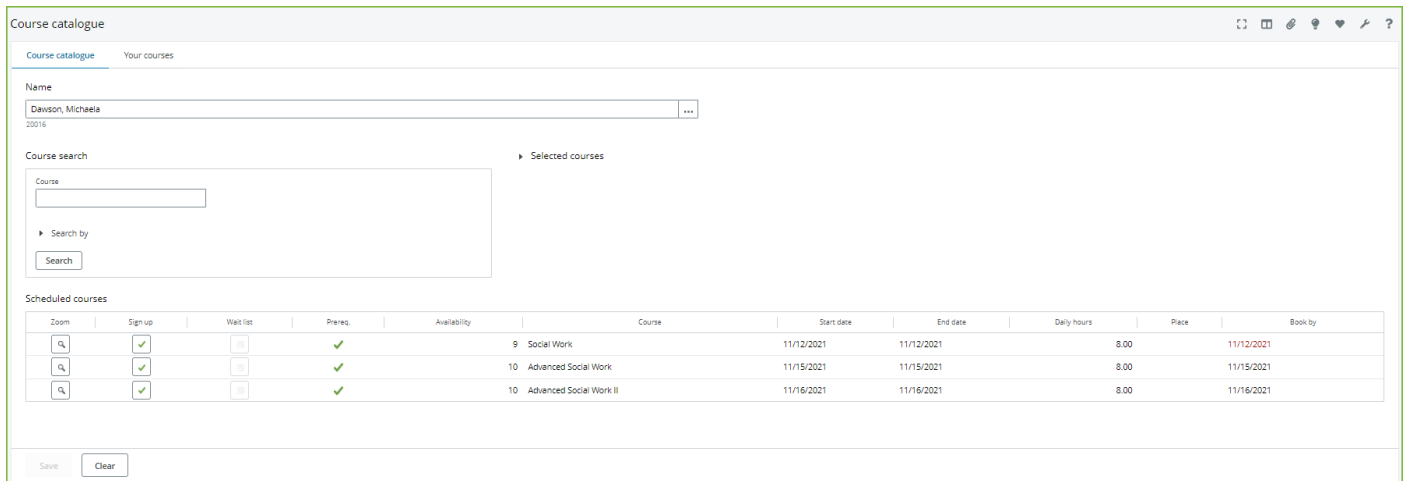 Course catalogue
?
Course catalogue Your courses
Name
Dawson, Michaela ...
20016
Course search Selected courses
Course
Search by
Search
Scheduled courses
Zoom Sign up Wait list Prereq. Availability Course Start date End date Daily hours Place Book by
9 Social Work 11/12/2021 11/12/2021 8.00 11/12/2021
10 Advanced Social Work 11/15/2021 11/15/2021 8.00 11/15/2021
10 Advanced Social Work II 11/16/2021 11/16/2021 8.00 11/16/2021
Save Clear